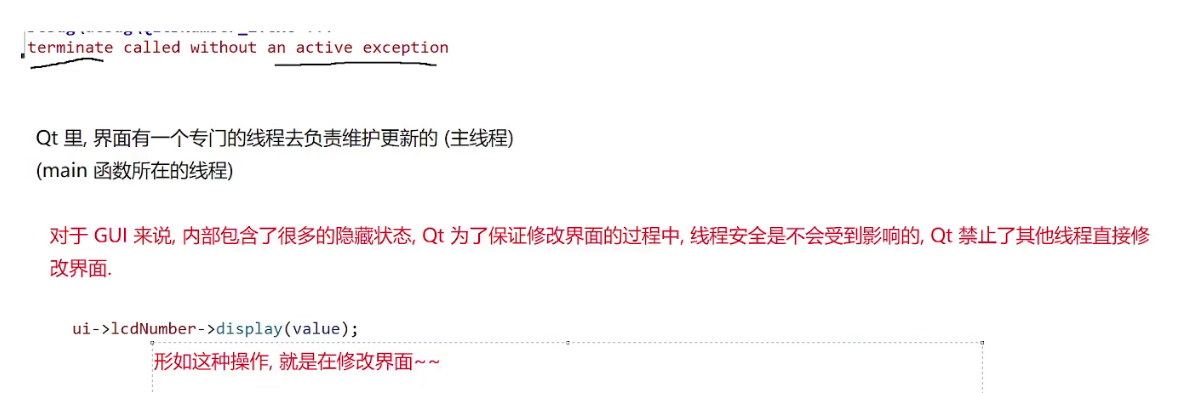 terminate called without an active exception
Qt 里, 界面有一个专门的线程去负责维护更新的 (主线程)
(main 函数所在的线程)
对于 GUI 来说, 内部包含了很多的隐藏状态, Qt 为了保证修改界面的过程中, 线程安全是不会受到影响的, Qt 禁止了其他线程直接修
改界面.
ui->lcdNumber->display(value);
形如这种操作, 就是在修改界面~~